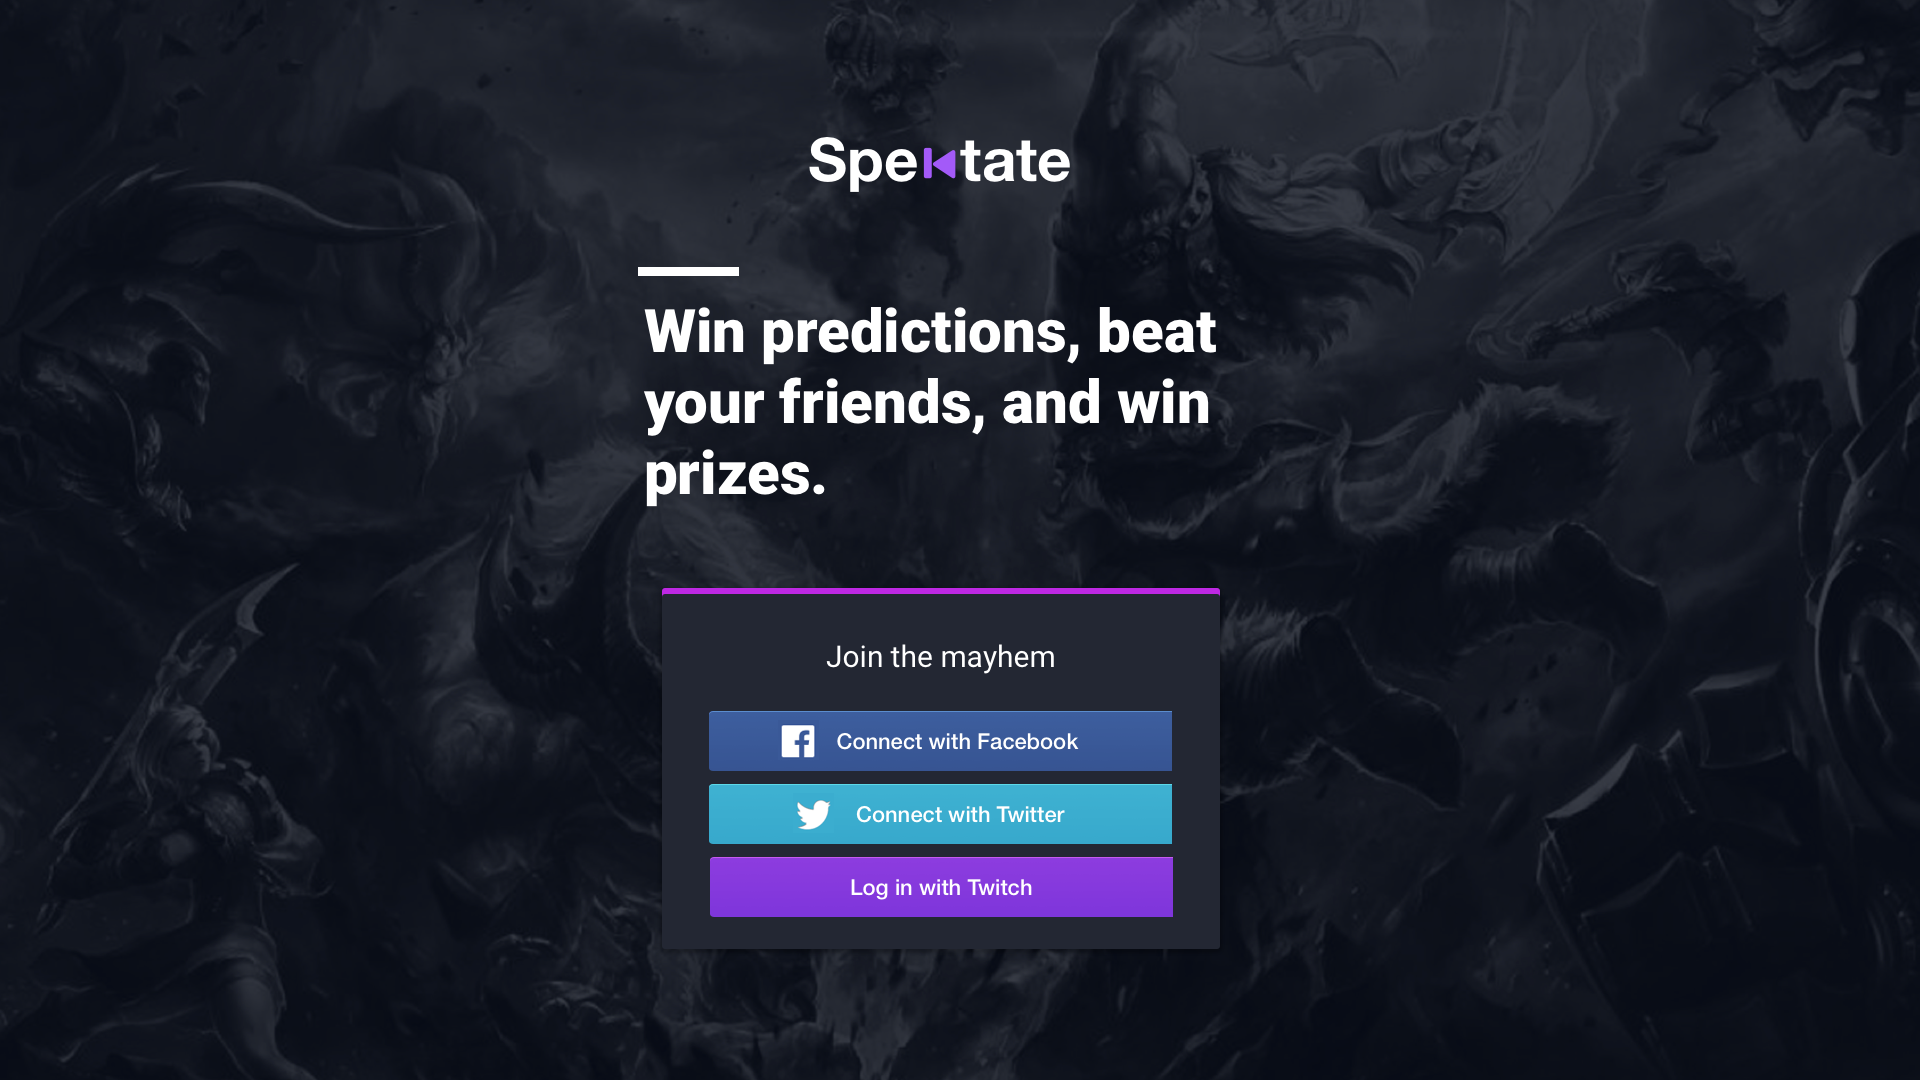 Spektate
Win predictions, beat
your friends, and win
prizes.
Join the mayhem
Connect with Facebook
Connect with Twitter
Log in with Twitch